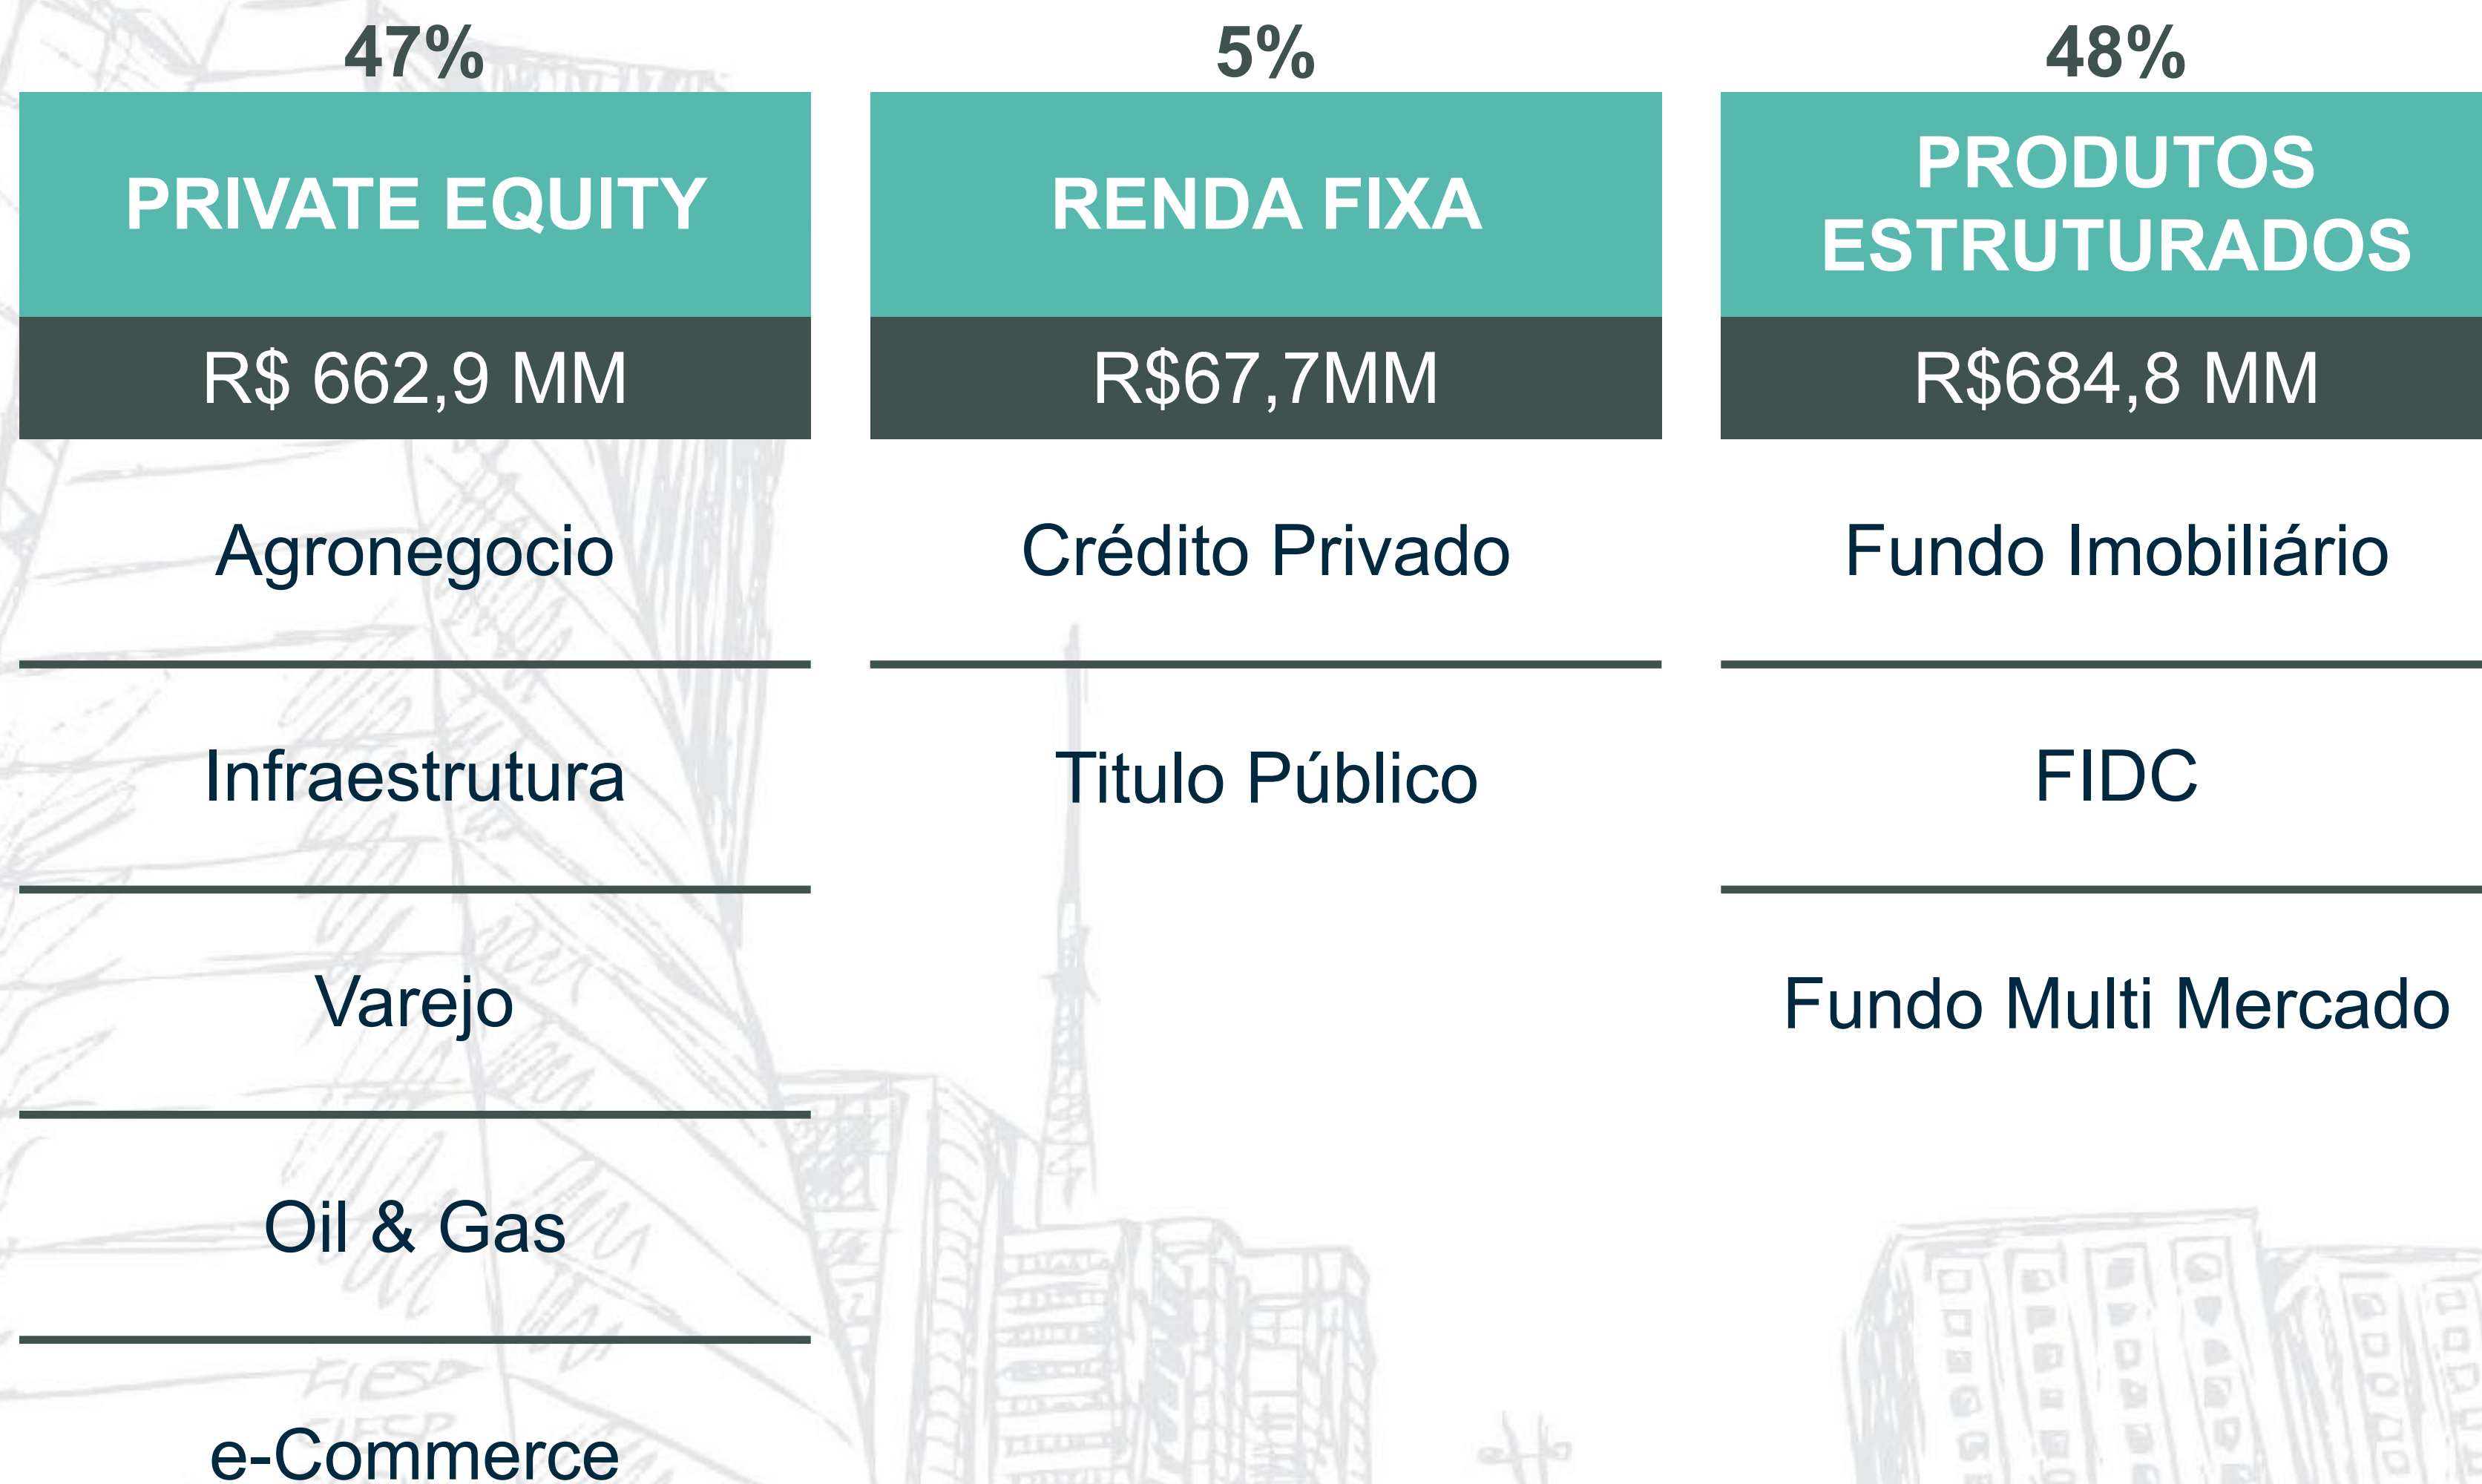 47%
PRIVATE EQUITY
R$ 662,9 MM
Agronegocio
Infraestrutura
Varejo
Oil & Gas
e-Commerce
5%
RENDA FIXA
R$67,7MM
Crédito Privado
Titulo Público
48%
PRODUTOS
ESTRUTURADOS
R$684,8 MM
Fundo Imobiliário
FIDC
Fundo Multi Mercado
FIESP